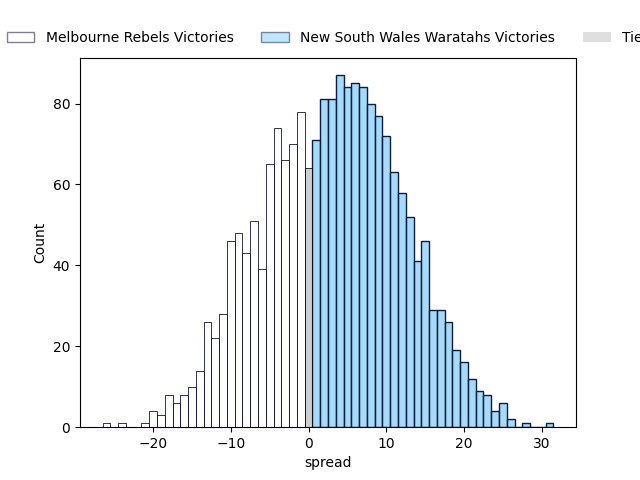 Melbourne Rebels Victories New South Wales Waratahs Victories Tie
80
60
Count
40
20
0
−20 −10 0 10 20 30
spread